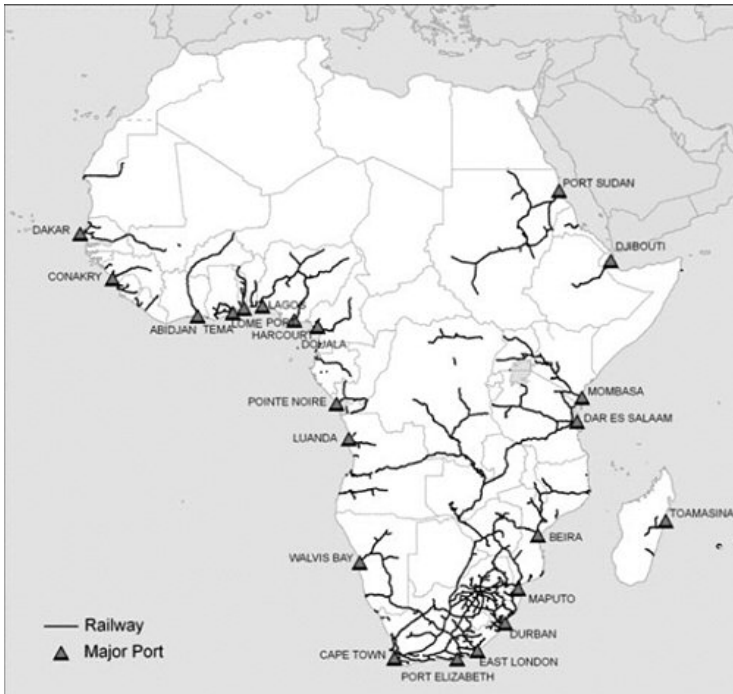 PORT SUDAN
DAKAR
DJIBOUTI
CONAKRY
LAGOS
ABIDJAN
TEMA
LOME
PORT
HARCOURT
DOUALA
MOMBASA
POINTE NOIRE
DAR ES SALAAM
LUANDA
TOAMASINA
BEIRA
WALVIS BAY
MAPUTO
Railway
DURBAN
Major Port
CAPE TOWN
EAST LONDON
PORT ELIZABETH